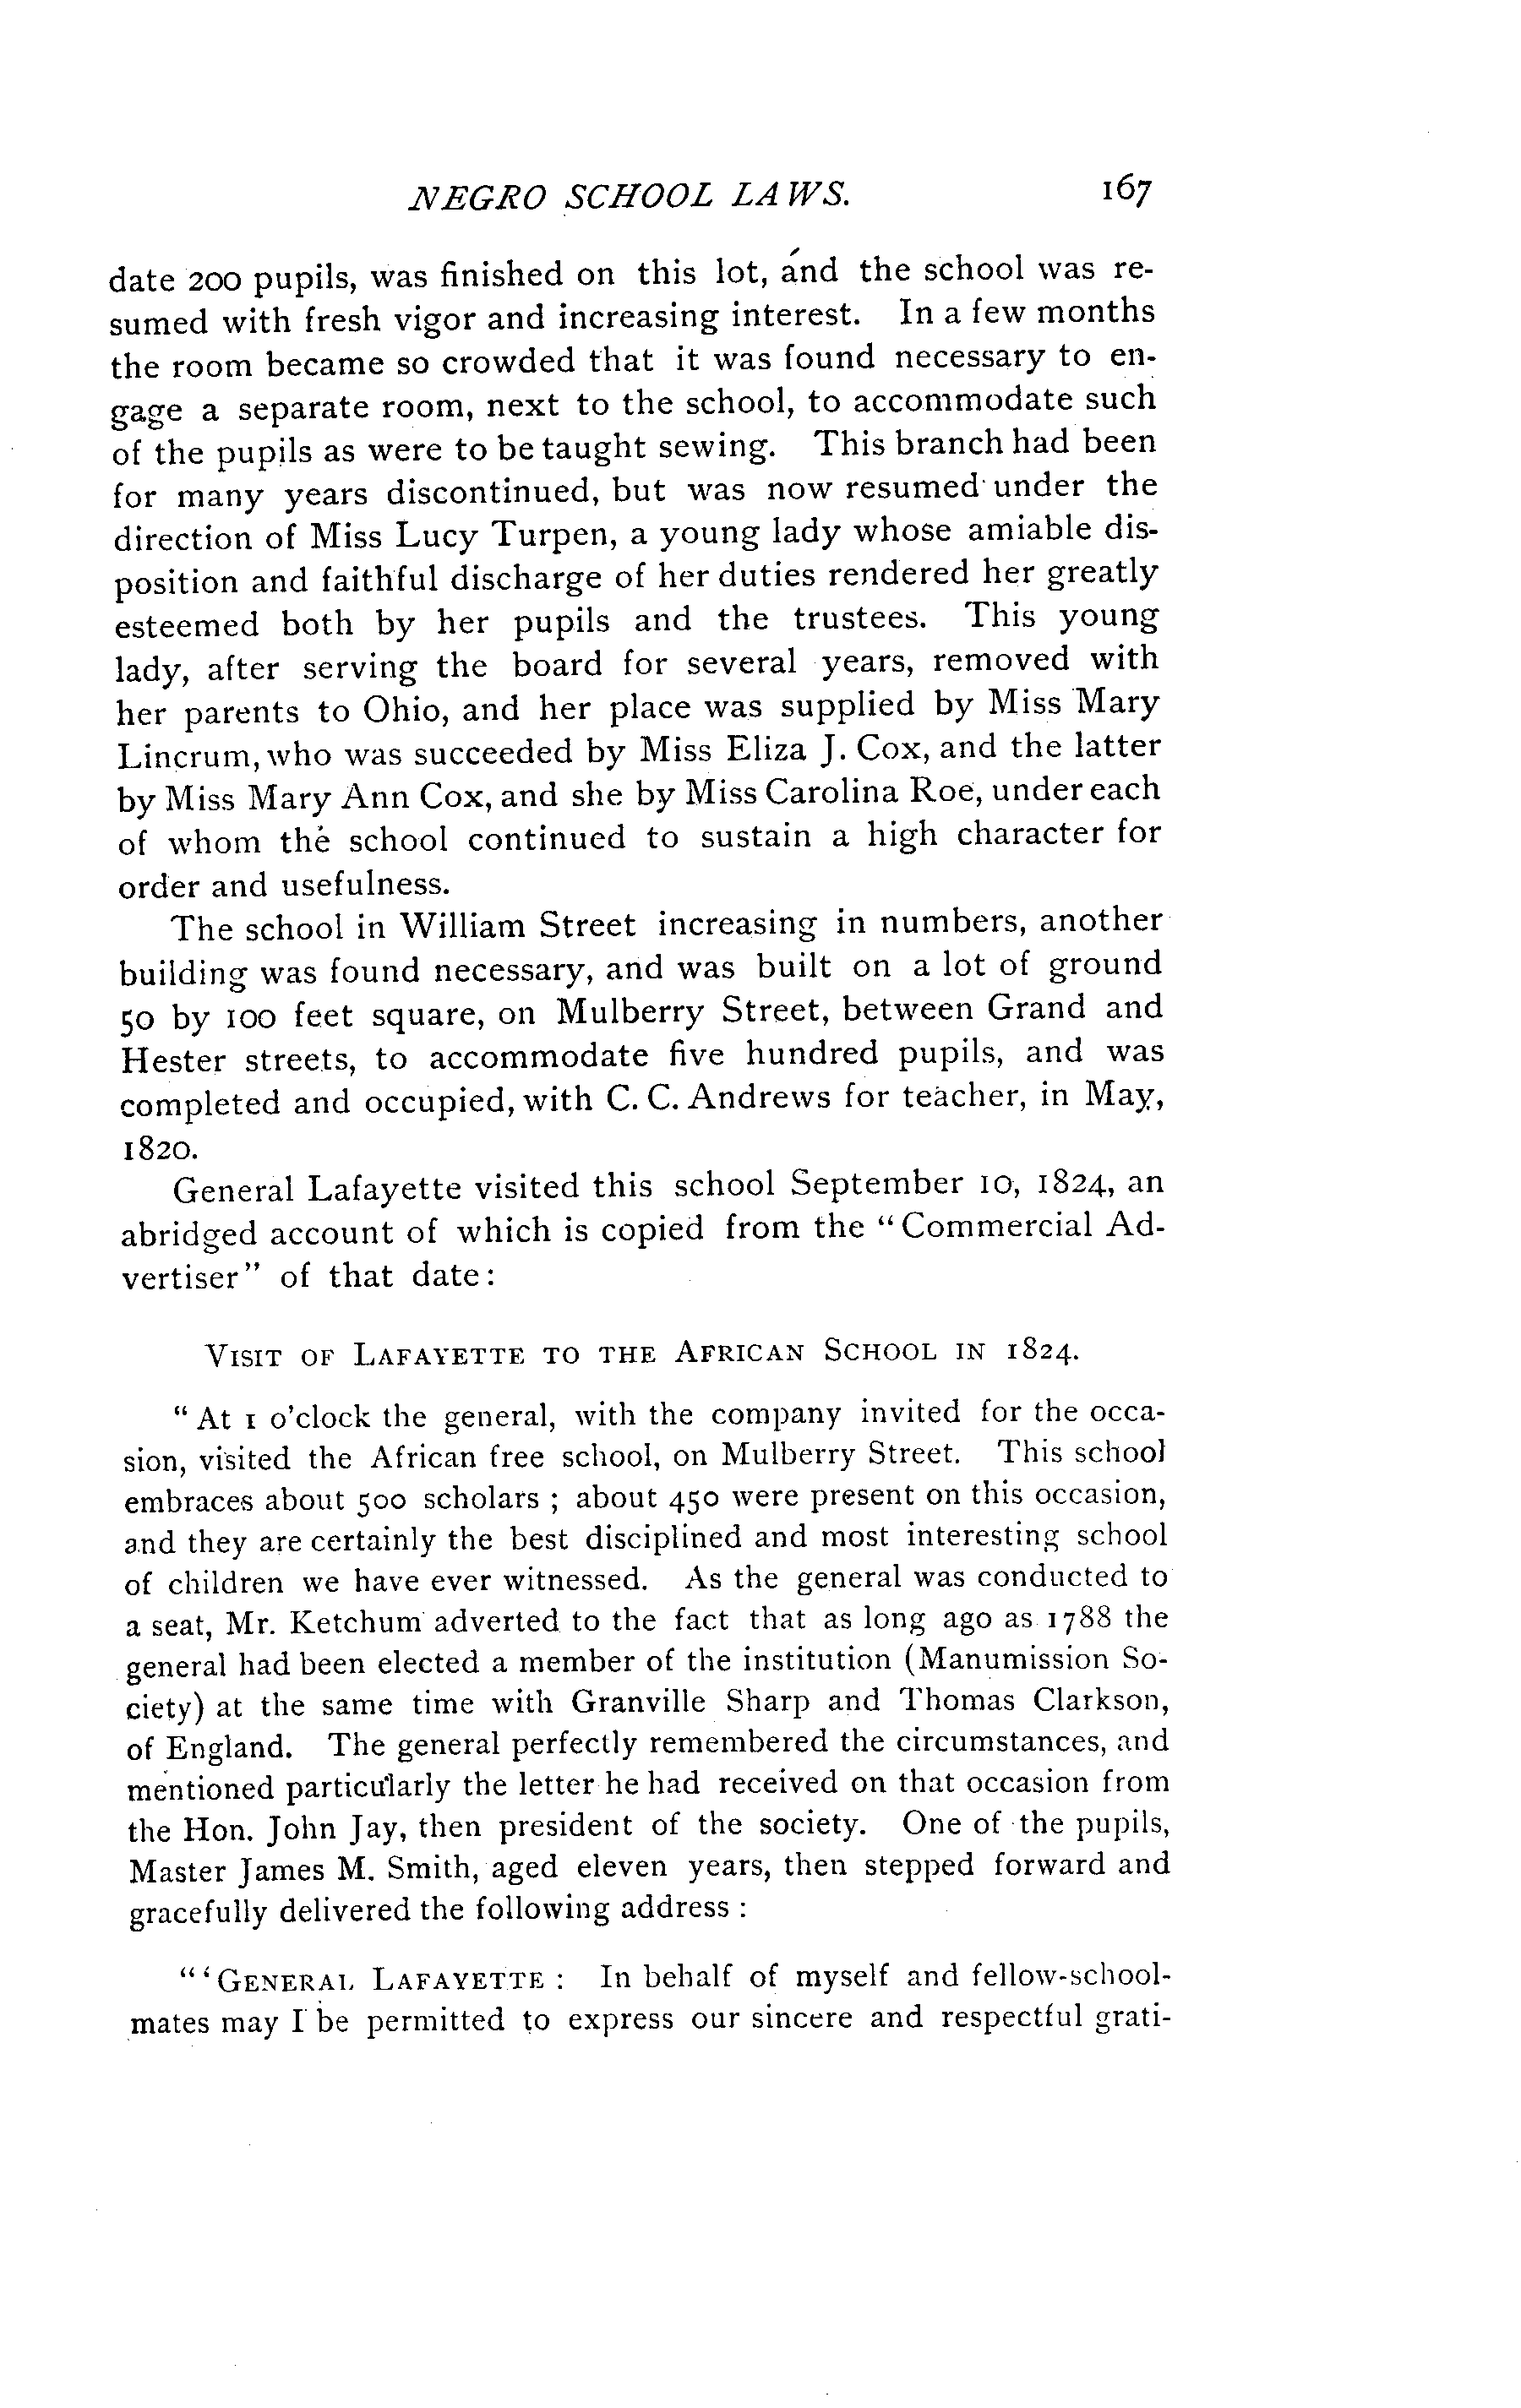 NEGRO SCHOOL LAWS. 167
date 200 pupils, was finished on this lot, and the school was re-
sumed with fresh vigor and increasing interest. In a few months
the room became so crowded that it was found necessary to en-
gage a separate room, next to the school, to accommodate such
of the pupils as were to be taught sewing. This branch had been
for many years discontinued, but was now resumed under the
direction of Miss Lucy Turpen, a young lady whose amiable dis-
position and faithful discharge of her duties rendered her greatly
esteemed both by her pupils and the trustees. This young
lady, after serving the board for several years, removed with
her parents to Ohio, and her place was supplied by Miss Mary
Lincrum, who was succeeded by Miss Eliza J. Cox, and the latter
by Miss Mary Ann Cox, and she by Miss Carolina Roe, under each
of whom the school continued to sustain a high character for
order and usefulness.
The school in William Street increasing in numbers, another
building was found necessary, and was built on a lot of ground
50 by 100 feet square, on Mulberry Street, between Grand and
Hester streets, to accommodate five hundred pupils, and was
completed and occupied, with C. C. Andrews for teacher, in May,
1820.
General Lafayette visited this school September 10, 1824, an
abridged account of which is copied from the "Commercial Ad-
vertiser" of that date:
VISIT OF LAFAYETTE TO THE AFRICAN SCHOOL IN 1824.
"At 1 o'clock the general, with the company invited for the occa-
sion, visited the African free school, on Mulberry Street. This school
embraces about 500 scholars ; about 450 were present on this occasion,
and they are certainly the best disciplined and most interesting school
of children we have ever witnessed. As the general was conducted to
a seat, Mr. Ketchum adverted to the fact that as long ago as 1788 the
general had been elected a member of the institution (Manumission So-
ciety) at the same time with Granville Sharp and Thomas Clarkson,
of England. The general perfectly remembered the circumstances, and
mentioned particularly the letter he had received on that occasion from
the Hon. John Jay, then president of the society. One of the pupils,
Master James M. Smith, aged eleven years, then stepped forward and
gracefully delivered the following address :
"'GENERAL LAFAYETTE : In behalf of myself and fellow-school-
mates may I be permitted to express our sincere and respectful grati-